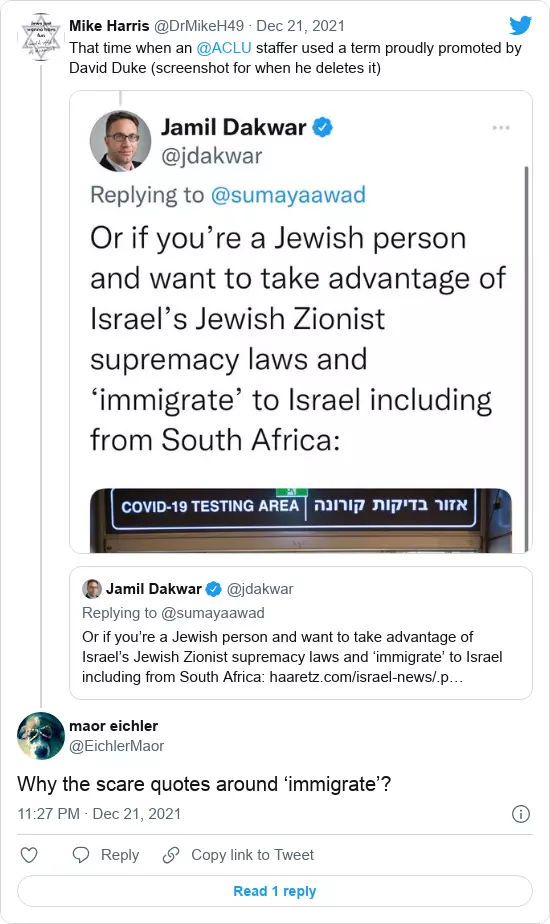 Mike Harris @DrMikeH49 · Dec 21, 2021
That time when an @ACLU staffer used a term proudly promoted by
David Duke (screenshot for when he deletes it)
Jamil Dakwar
@jdakwar
Replying to @sumayaawad
Or if you’re a Jewish person
and want to take advantage of
Israel’s Jewish Zionist
supremacy laws and
‘immigrate’ to Israel including
from South Africa:
COVID-19 TESTING AREA | אזור בדיקות קורונה
Jamil Dakwar @jdakwar
Replying to @sumayaawad
Or if you’re a Jewish person and want to take advantage of
Israel’s Jewish Zionist supremacy laws and ‘immigrate’ to Israel
including from South Africa: haaretz.com/israel-news/.p…
maor eichler
@EichlerMaor
Why the scare quotes around ‘immigrate’?
11:27 PM · Dec 21, 2021
Reply
Copy link to Tweet
Read 1 reply